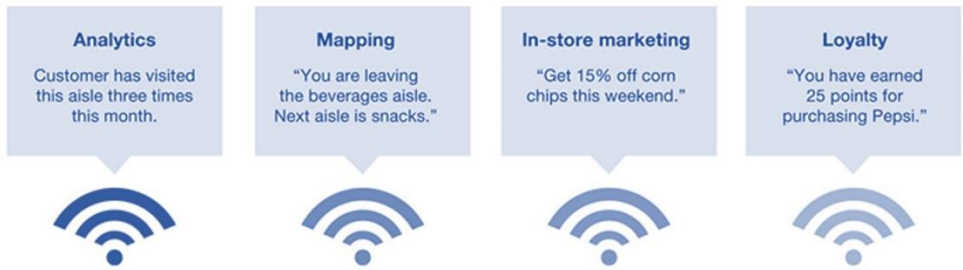 Analytics
Customer has visited
this aisle three times
this month.
Mapping
“You are leaving
the beverages aisle.
Next aisle is snacks.”
In-store marketing
“Get 15% off corn
chips this weekend.”
Loyalty
“You have earned
25 points for
purchasing Pepsi.”